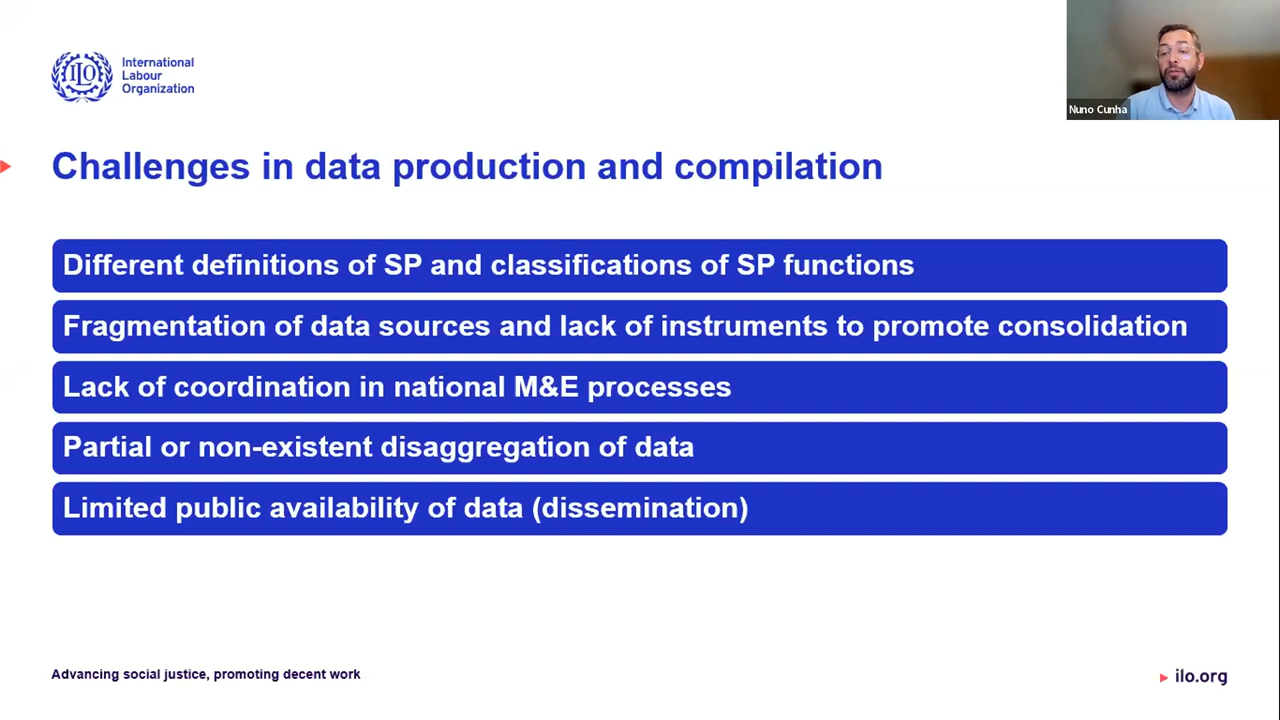 ILO
International
Labour
Organization
Nuno Cunha
Challenges in data production and compilation
Different definitions of SP and classifications of SP functions
Fragmentation of data sources and lack of instruments to promote consolidation
Lack of coordination in national M&E processes
Partial or non-existent disaggregation of data
Limited public availability of data (dissemination)
Advancing social justice, promoting decent work
ilo.org